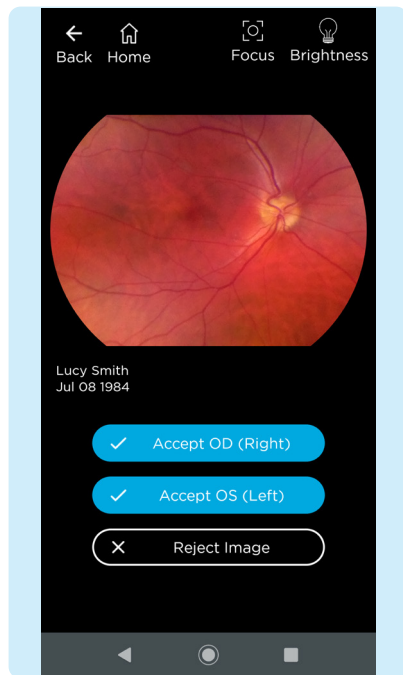 Back Home Focus Brightness
Lucy Smith
Jul 08 1984
Accept OD (Right)
Accept OS (Left)
Reject Image